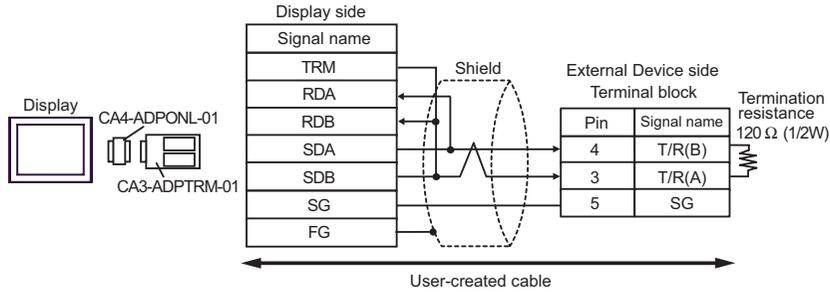 Display side
Signal name
TRM
RDA
RDB
SDA
SDB
SG
FG
Shield
Display
CA4-ADPONL-01
CA3-ADPTRM-01
External Device side
Terminal block
Pin Signal name
4 T/R(B)
3 T/R(A)
5 SG
Termination
resistance
120 Ω (1/2W)
User-created cable